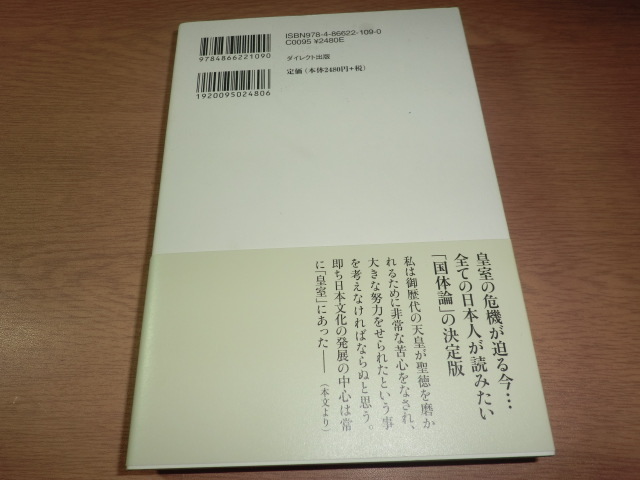 9784866221090
1920095024806
ISBN978-4-86622-109-0
C0095 ¥2480E
ダイレクト出版
定価（本体2480円+税）
皇室の危機が迫る今…
全ての日本人が読みたい
「国体論」の決定版
私は御歴代の天皇が聖徳を磨か
れるために非常な苦心をなされ、
大きな努力をせられたという事
を考えなければならぬと思う。
即ち日本文化の発展の中心は常
に「皇室」にあった――
（本文より）